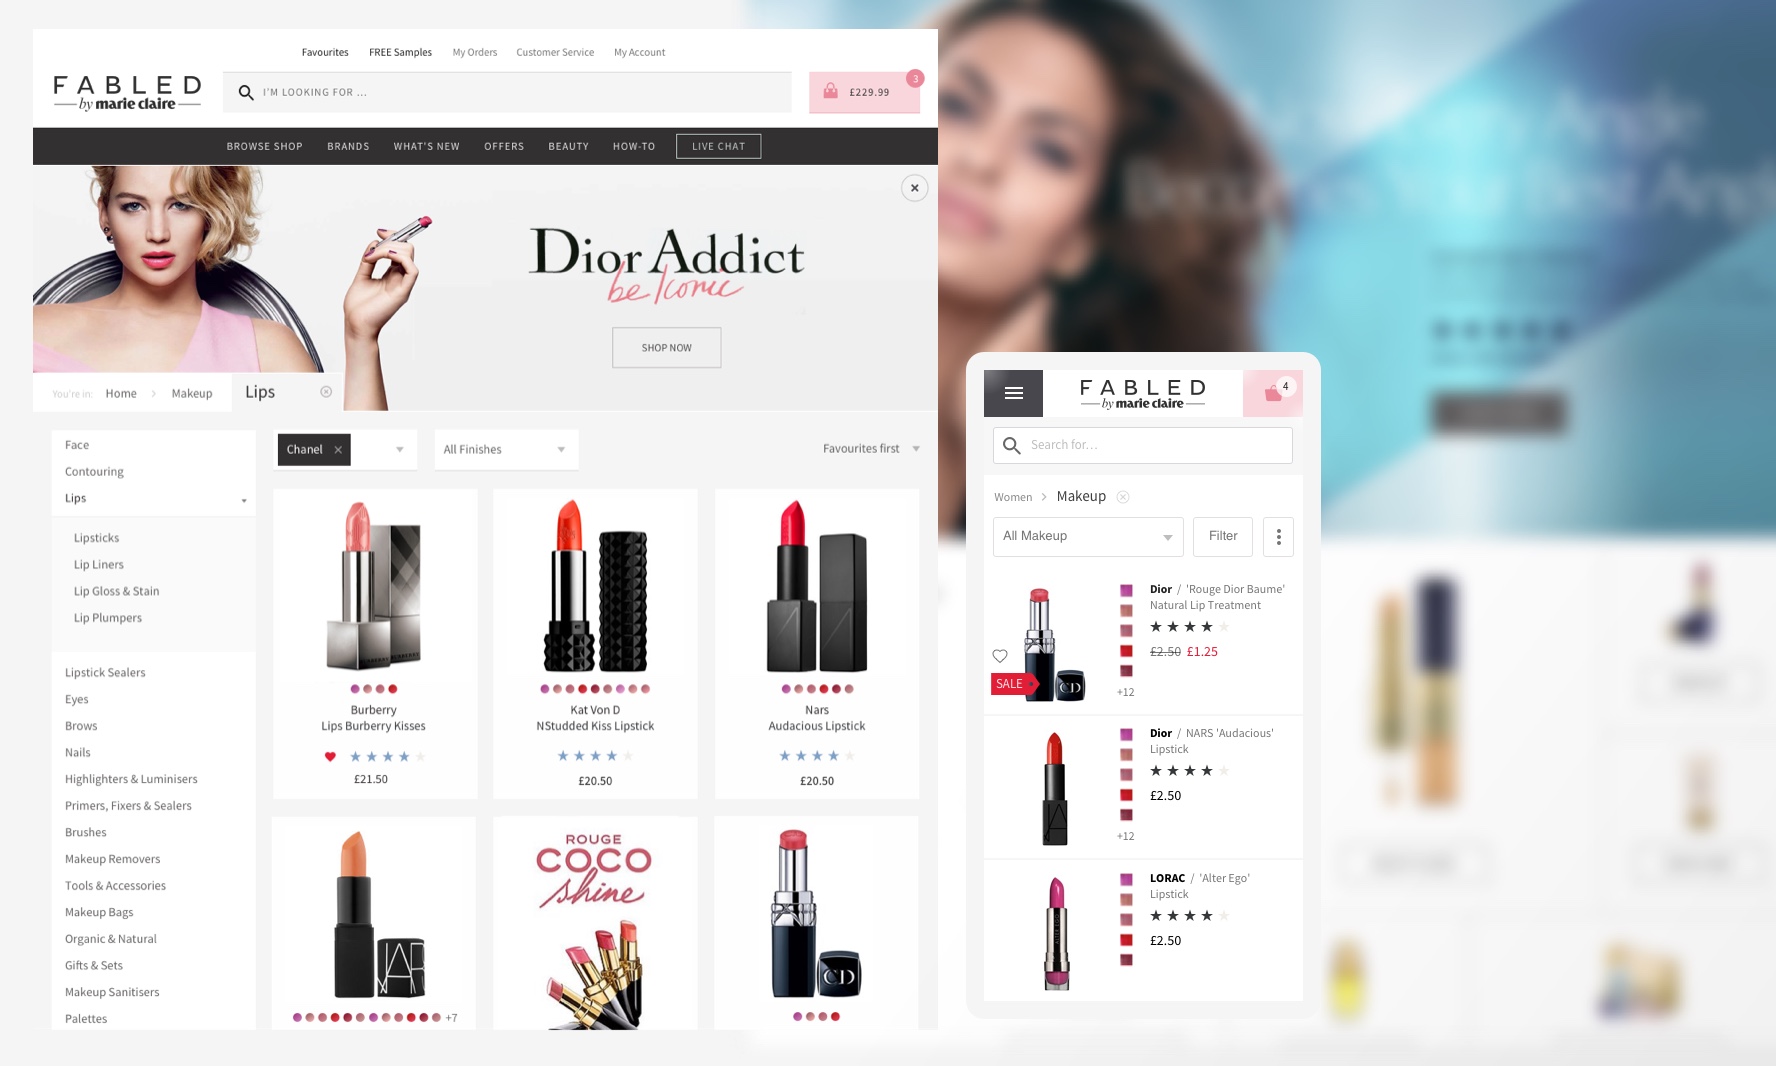 Favourites FREE Samples My Orders Customer Service My Account
FABLED
by marie claire
I'M LOOKING FOR ...
£229.99
3
BROWSE SHOP BRANDS WHAT'S NEW OFFERS BEAUTY HOW-TO LIVE CHAT
Dior Addict
be Iconic
SHOP NOW
You're in: Home Makeup Lips
Face
Contouring
Lips
Lipsticks
Lip Liners
Lip Gloss & Stain
Lip Plumpers
Lipstick Sealers
Eyes
Brows
Nails
Highlighters & Luminisers
Primers, Fixers & Sealers
Brushes
Makeup Removers
Tools & Accessories
Makeup Bags
Organic & Natural
Gifts & Sets
Makeup Sanitisers
Palettes
Chanel × All Finishes Favourites first
BURBERRY
BURBERRY
Burberry
Lips Burberry Kisses
£21.50
Kat Von D
NStudded Kiss Lipstick
£20.50
Nars
Audacious Lipstick
£20.50
NARS
+7
ROUGE
COCO
shine
CD
FABLED
by marie claire
4
Search for...
Women > Makeup
All Makeup Filter
SALE
CD
+12
Dior / 'Rouge Dior Baume'
Natural Lip Treatment
£2.50 £1.25
Dior / NARS 'Audacious'
Lipstick
£2.50
+12
LORAC / 'Alter Ego'
Lipstick
£2.50